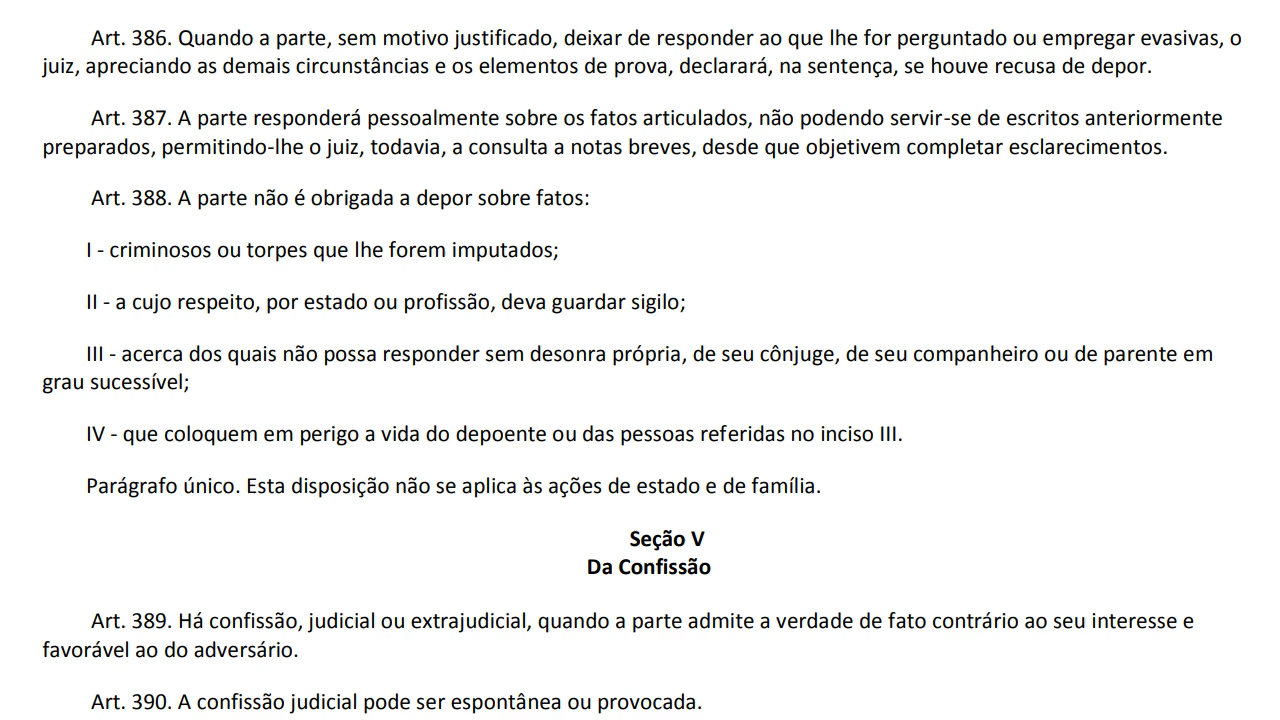 Art. 386. Quando a parte, sem motivo justificado, deixar de responder ao que lhe for perguntado ou empregar evasivas, o
juiz, apreciando as demais circunstâncias e os elementos de prova, declarará, na sentença, se houve recusa de depor.
Art. 387. A parte responderá pessoalmente sobre os fatos articulados, não podendo servir-se de escritos anteriormente
preparados, permitindo-lhe o juiz, todavia, a consulta a notas breves, desde que objetivem completar esclarecimentos.
Art. 388. A parte não é obrigada a depor sobre fatos:
I - criminosos ou torpes que lhe forem imputados;
II - a cujo respeito, por estado ou profissão, deva guardar sigilo;
III - acerca dos quais não possa responder sem desonra própria, de seu cônjuge, de seu companheiro ou de parente em
grau sucessível;
IV - que coloquem em perigo a vida do depoente ou das pessoas referidas no inciso III.
Parágrafo único. Esta disposição não se aplica às ações de estado e de família.
Seção V
Da Confissão
Art. 389. Há confissão, judicial ou extrajudicial, quando a parte admite a verdade de fato contrário ao seu interesse e
favorável ao do adversário.
Art. 390. A confissão judicial pode ser espontânea ou provocada.